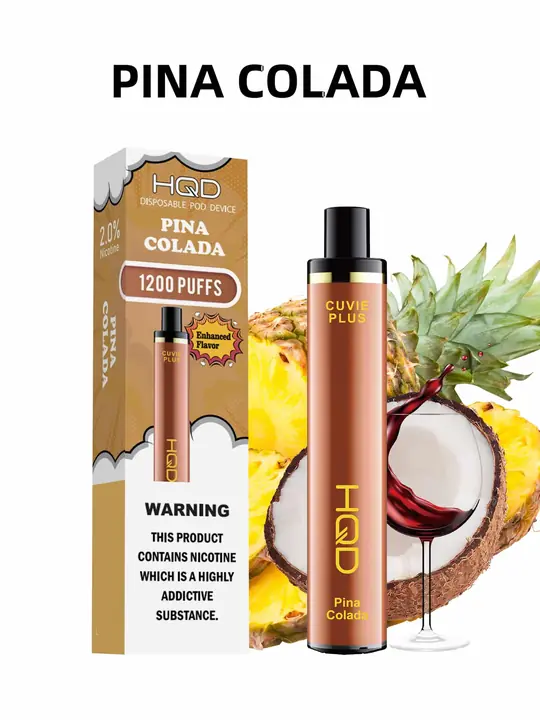 PINA COLADA
HQD
DISPOSABLE POD DEVICE
PINA
COLADA
1200 PUFFS
Enhanced
Flavor
CUVIE
PLUS
HQD
2.0%
Nicotine
PINA
COLADA
WARNING
THIS PRODUCT
CONTAINS NICOTINE
WHICH IS A HIGHLY
ADDICTIVE
SUBSTANCE.
CUVIE
PLUS
HQD
Pina
Colada